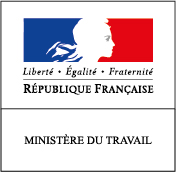 Liberté • Égalité • Fraternité
RÉPUBLIQUE FRANÇAISE
MINISTÈRE DU TRAVAIL